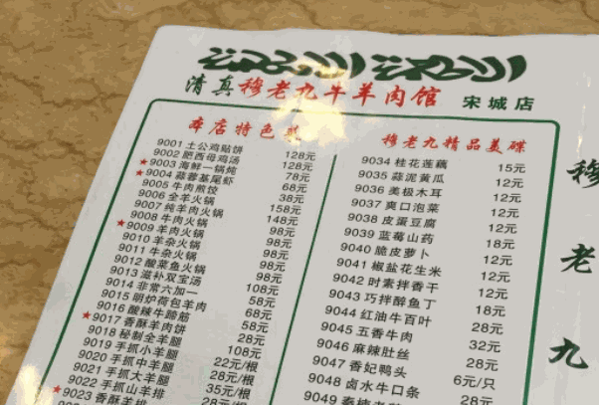 清真穆老九牛羊肉馆 宋城店
本店特色菜
9001 土公鸡贴饼 128元
9002 肥西母鸡汤 128元
★9003 海鲜一锅炖 78元
★9004 蒜蓉基尾虾 68元
9005 牛肉煎饺 38元
9006 全羊火锅 158元
9007 纯羊肉火锅 148元
9008 牛肉火锅 98元
★9009 羊肉火锅 98元
9010 羊杂火锅 98元
9011 牛杂火锅 98元
9012 酸菜鱼火锅 98元
9013 滋补双宝汤 108元
9014 非常六加一 58元
9015 明炉荷包羊肉 68元
9016 酸辣牛蹄筋 58元
★9017 香酥羊肉饼 28元
9018 秘制全羊腿 108元
9019 手抓小羊腿 22元/根
9020 手抓中羊腿 28元/根
9021 手抓大羊腿 35元/根
9022 手抓山羊排 28元
★9023 香酥羊排
穆老九精品美碟
9034 桂花莲藕 15元
9035 蒜泥黄瓜 12元
9036 美极木耳 12元
9037 爽口泡菜 12元
9038 皮蛋豆腐 12元
9039 蓝莓山药 18元
9040 脆皮萝卜 12元
9041 椒盐花生米 12元
9042 时素拌香干 12元
9043 巧拌醉鱼丁 18元
9044 红油牛百叶 28元
9045 五香牛肉 32元
9046 麻辣肚丝 28元
9047 香妃鸭头 6元/只
9048 卤水牛口条 28元
9049
穆老九